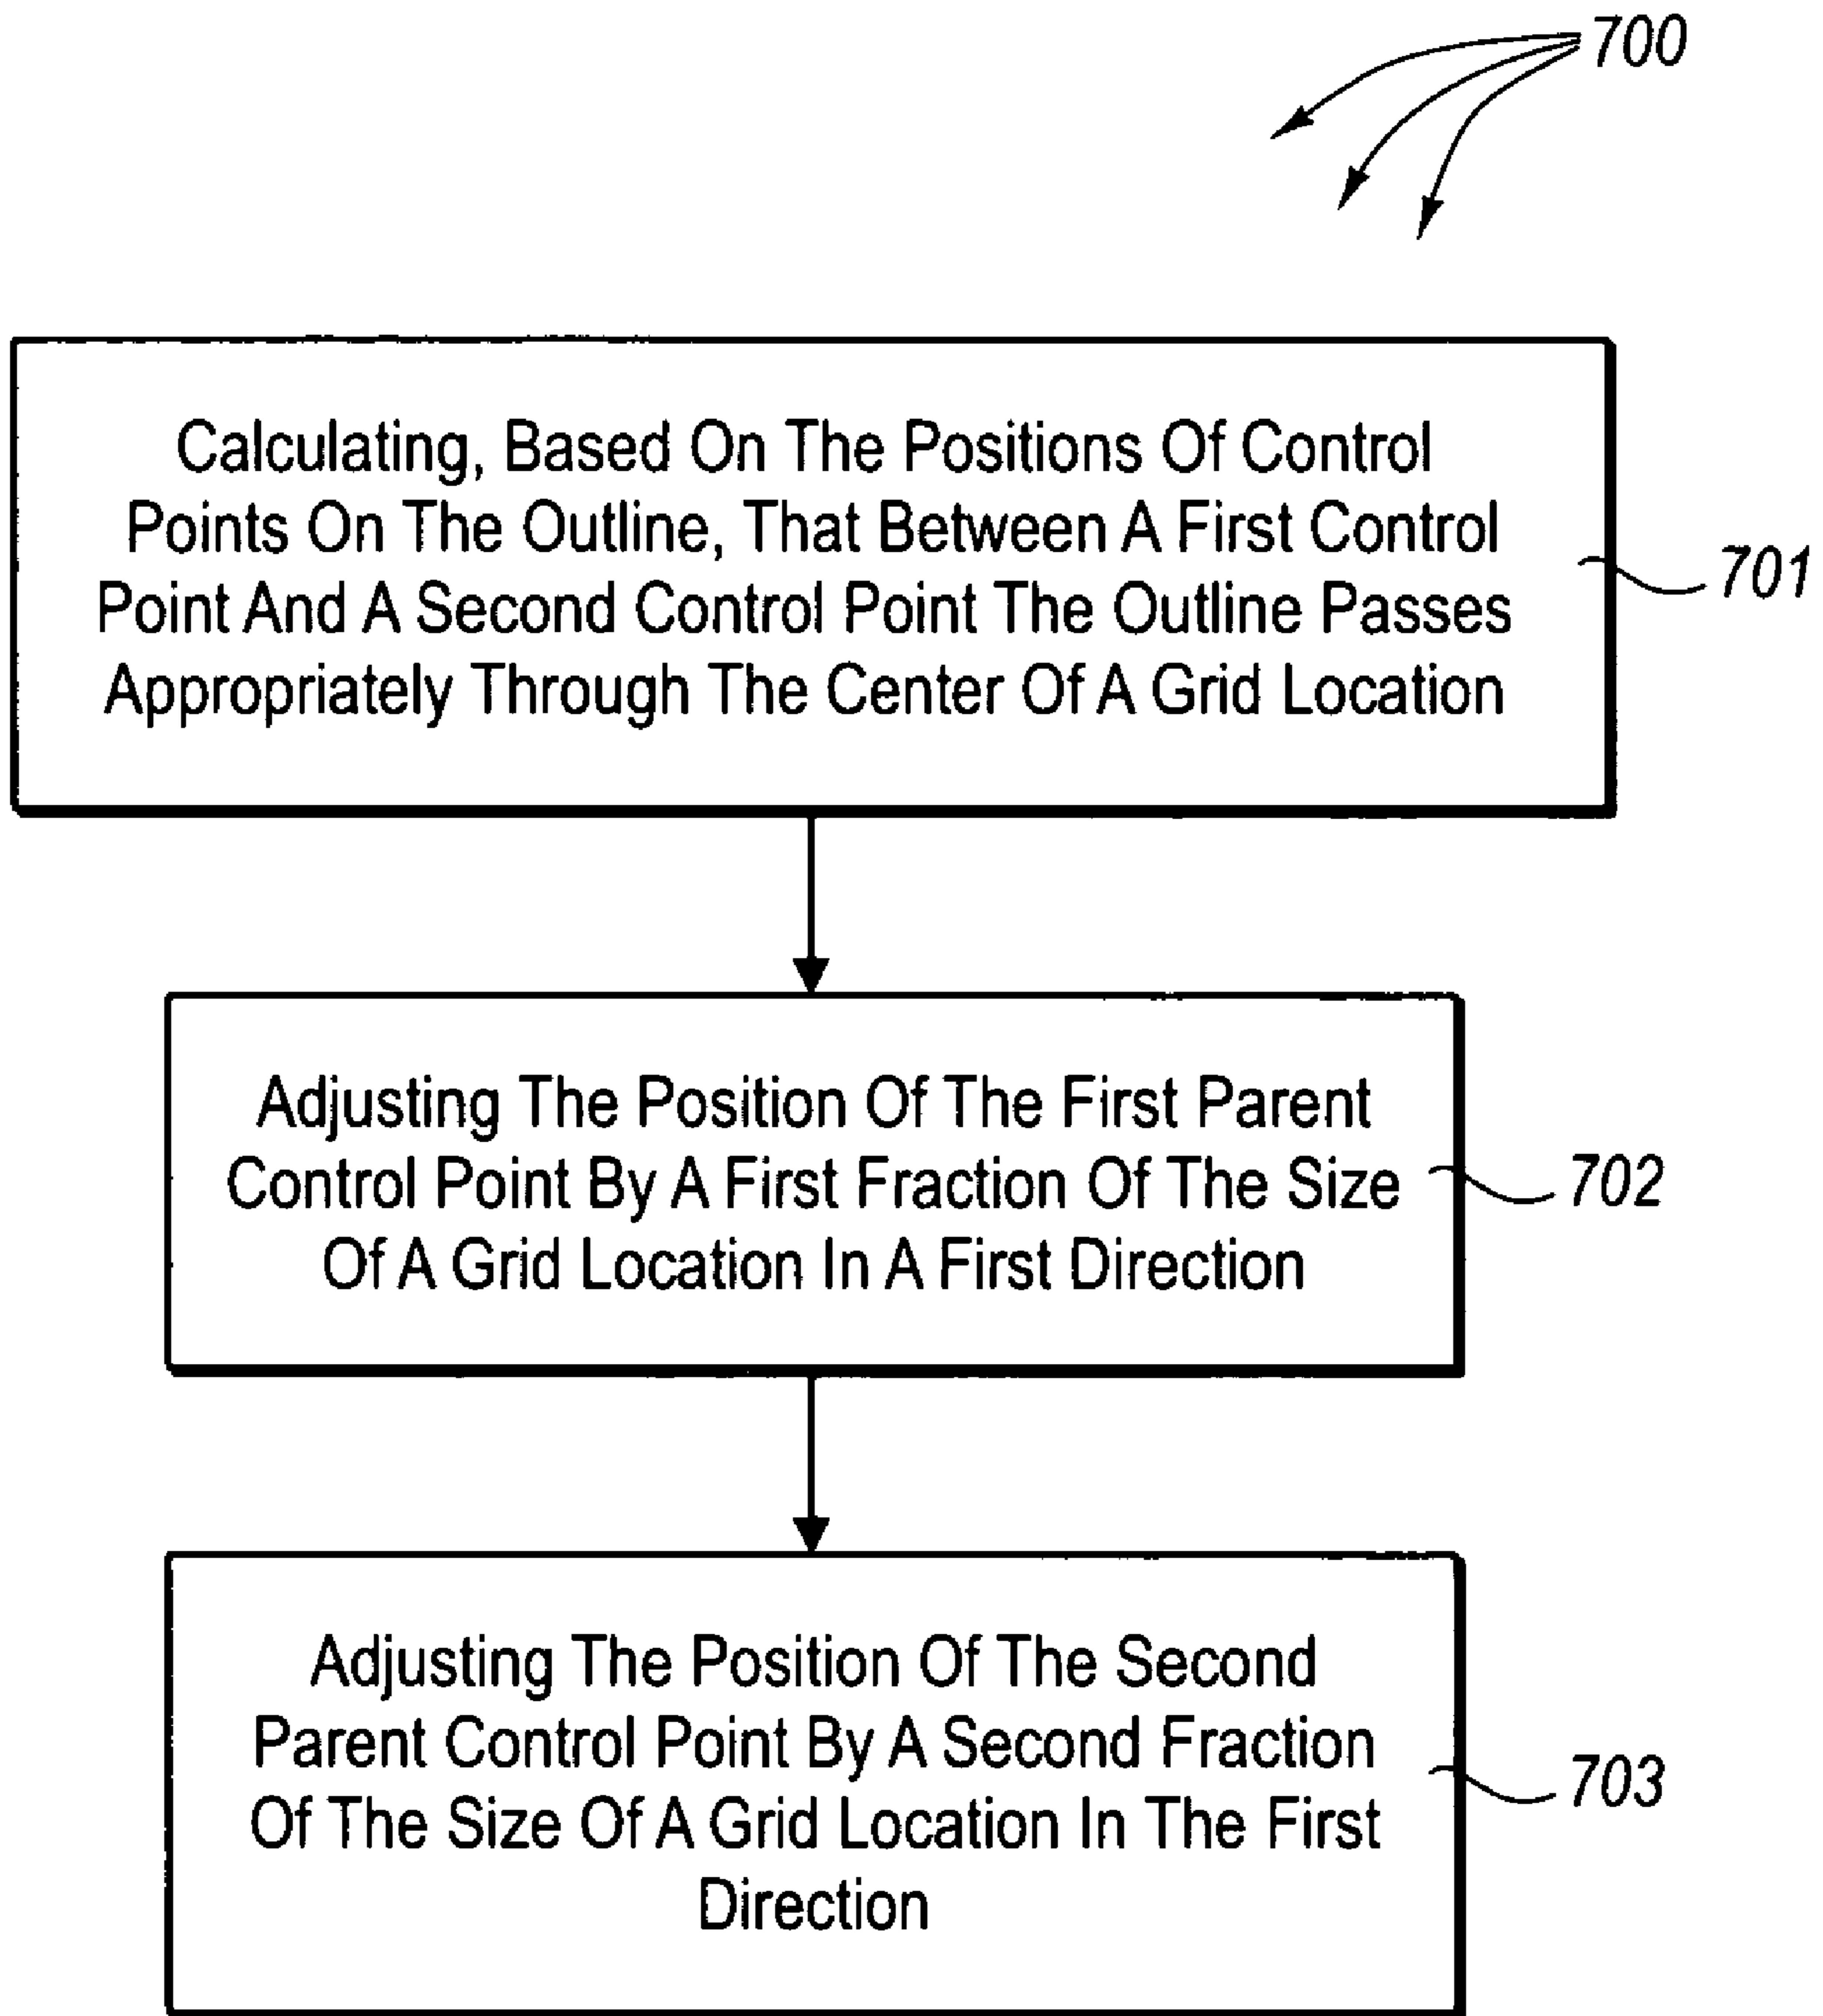 700
Calculating, Based On The Positions Of Control
Points On The Outline, That Between A First Control
Point And A Second Control Point The Outline Passes
Appropriately Through The Center Of A Grid Location
701
Adjusting The Position Of The First Parent
Control Point By A First Fraction Of The Size
Of A Grid Location In A First Direction
702
Adjusting The Position Of The Second
Parent Control Point By A Second Fraction
Of The Size Of A Grid Location In The First
Direction
703